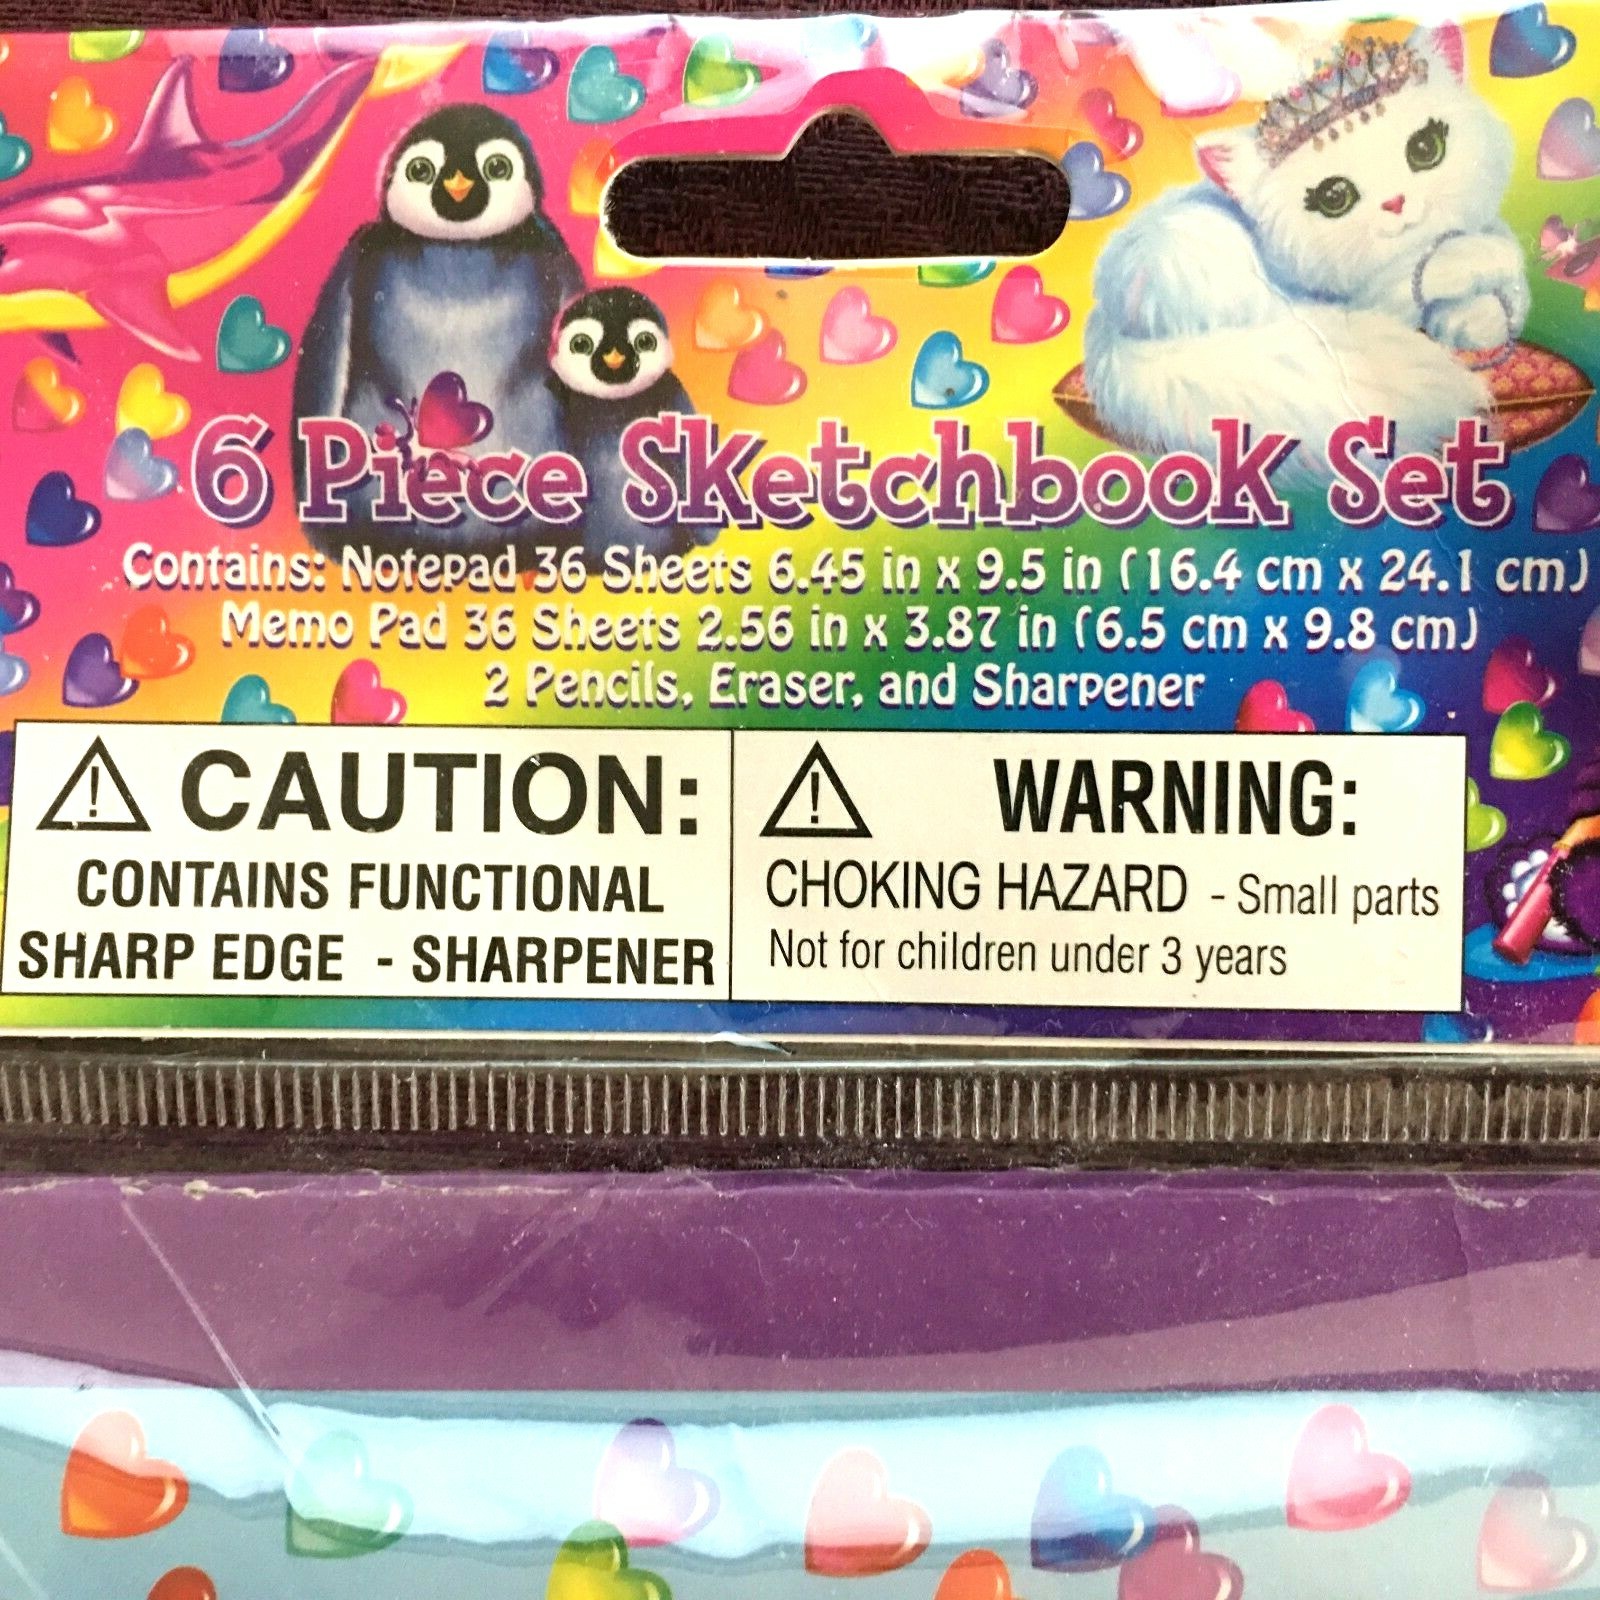 6 Piece Sketchbook Set
Contains: Notepad 36 Sheets 6.45 in x 9.5 in (16.4 cm x 24.1 cm)
Memo Pad 36 Sheets 2.56 in x 3.87 in (6.5 cm x 9.8 cm)
2 Pencils, Eraser, and Sharpener
CAUTION:
CONTAINS FUNCTIONAL
SHARP EDGE - SHARPENER
WARNING:
CHOKING HAZARD - Small parts
Not for children under 3 years